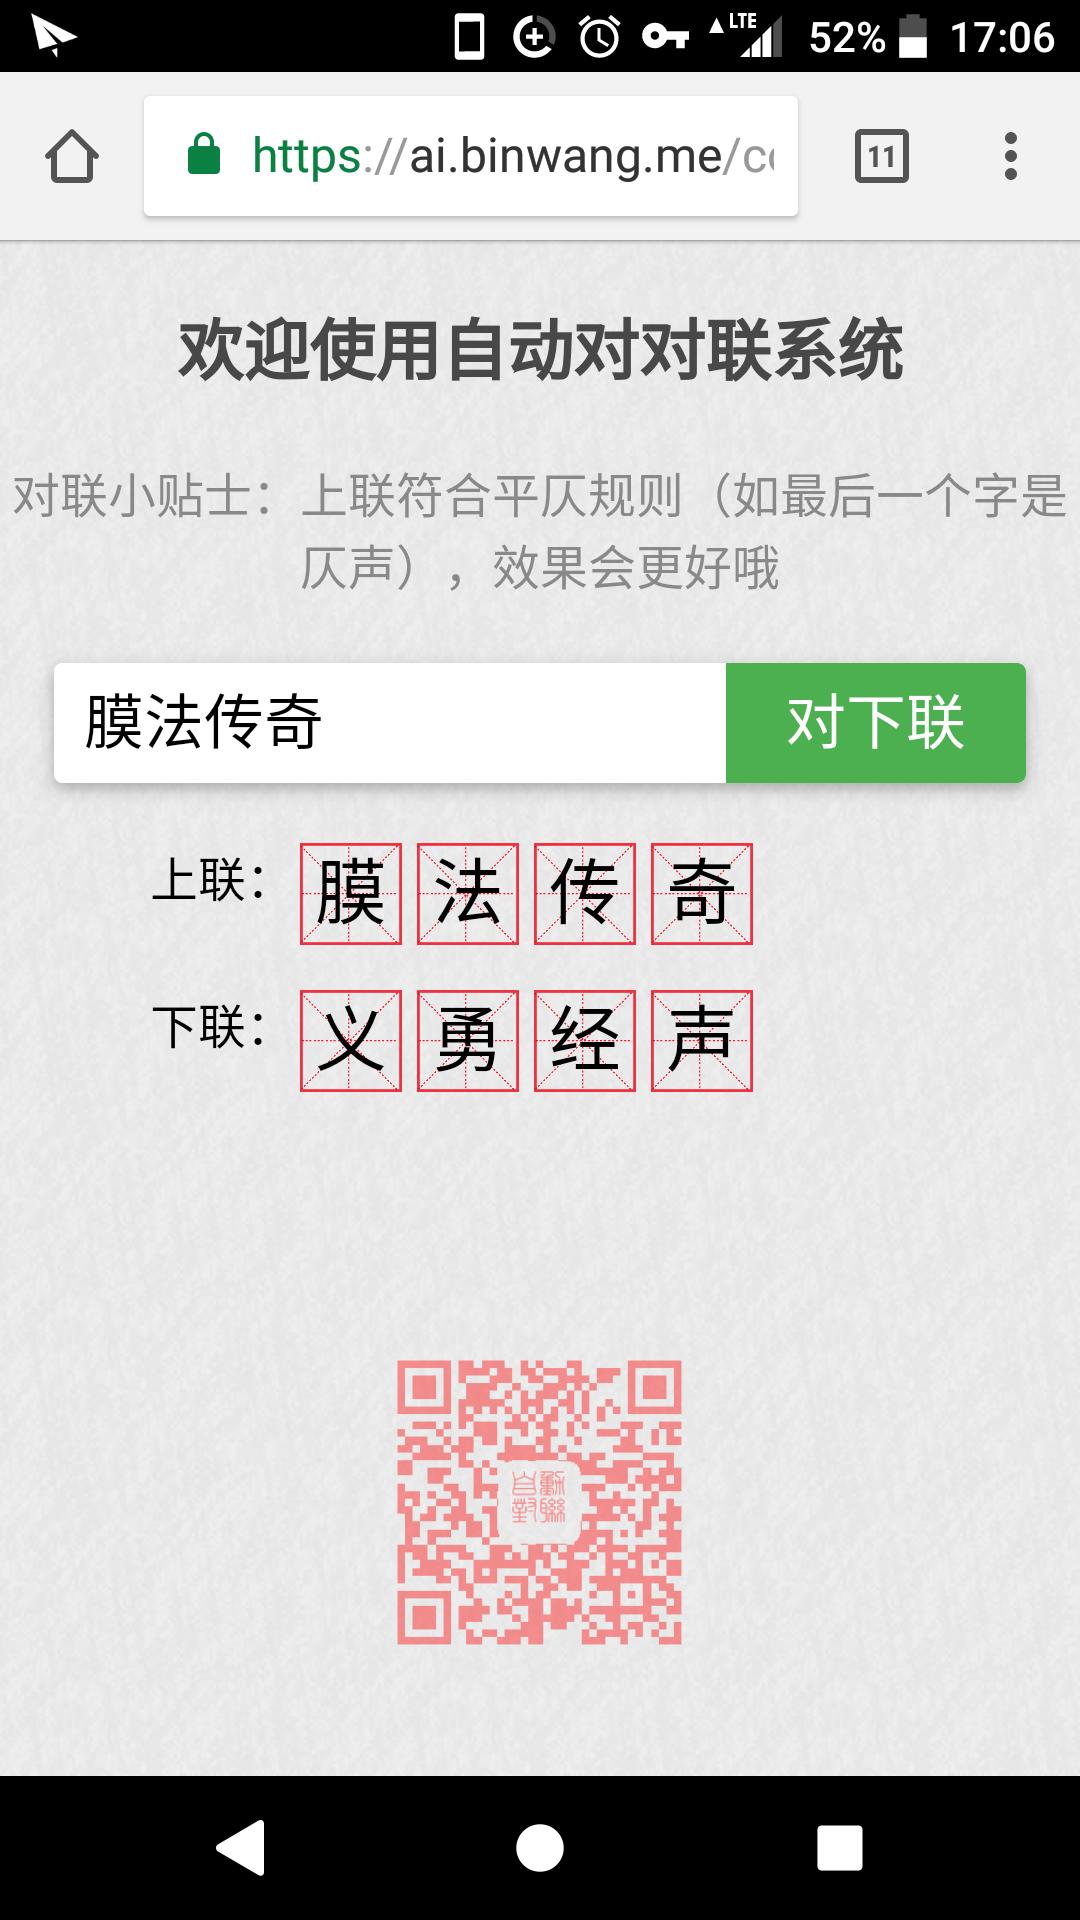 LTE 52% 17:06
https://ai.binwang.me/co
11
欢迎使用自动对对联系统
对联小贴士：上联符合平仄规则（如最后一个字是
仄声），效果会更好哦
膜法传奇 对下联
上联： 膜法传奇
下联： 义勇经声
自動
對聯